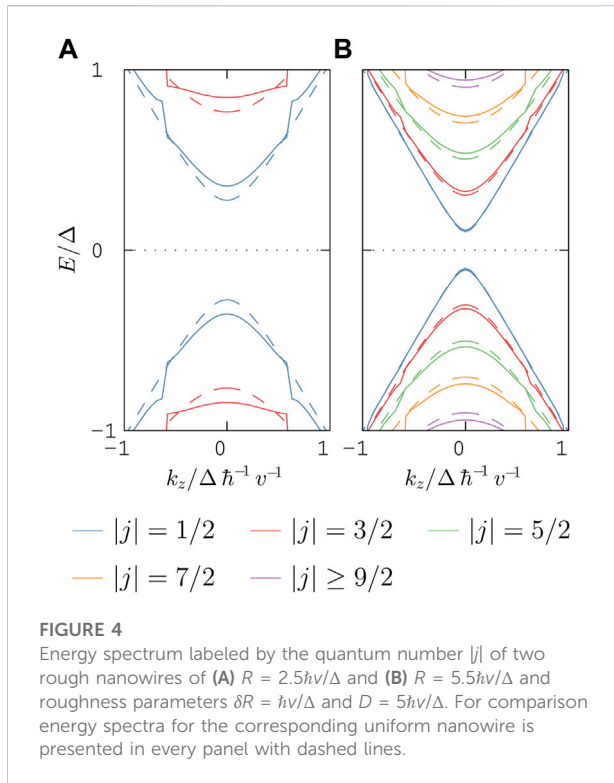 A
B
1
1
E/Δ
0
0
−1
−1
−1 0 1
−1 0 1
k_z/Δ ħ⁻¹ v⁻¹
k_z/Δ ħ⁻¹ v⁻¹
|j| = 1/2 |j| = 3/2 |j| = 5/2
|j| = 7/2 |j| ≥ 9/2
FIGURE 4
Energy spectrum labeled by the quantum number |j| of two
rough nanowires of (A) R = 2.5ħv/Δ and (B) R = 5.5ħv/Δ and
roughness parameters δR = ħv/Δ and D = 5ħv/Δ. For comparison
energy spectra for the corresponding uniform nanowire is
presented in every panel with dashed lines.